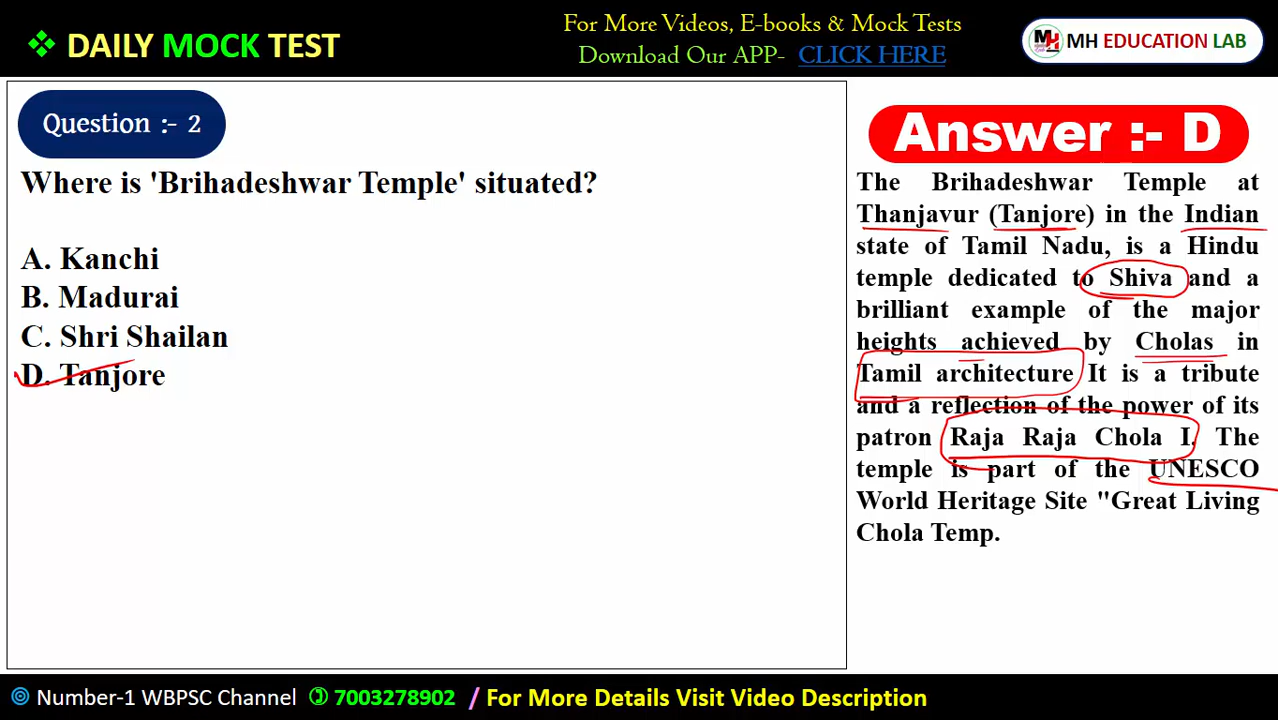 ❖ DAILY MOCK TEST
For More Videos, E-books & Mock Tests
Download Our APP- CLICK HERE
MH EDUCATION LAB
Question :- 2
Where is 'Brihadeshwar Temple' situated?
A. Kanchi
B. Madurai
C. Shri Shailan
D. Tanjore
Answer :- D
The Brihadeshwar Temple at
Thanjavur (Tanjore) in the Indian
state of Tamil Nadu, is a Hindu
temple dedicated to Shiva and a
brilliant example of the major
heights achieved by Cholas in
Tamil architecture It is a tribute
and a reflection of the power of its
patron Raja Raja Chola I. The
temple is part of the UNESCO
World Heritage Site "Great Living
Chola Temp.
Number-1 WBPSC Channel 7003278902 / For More Details Visit Video Description